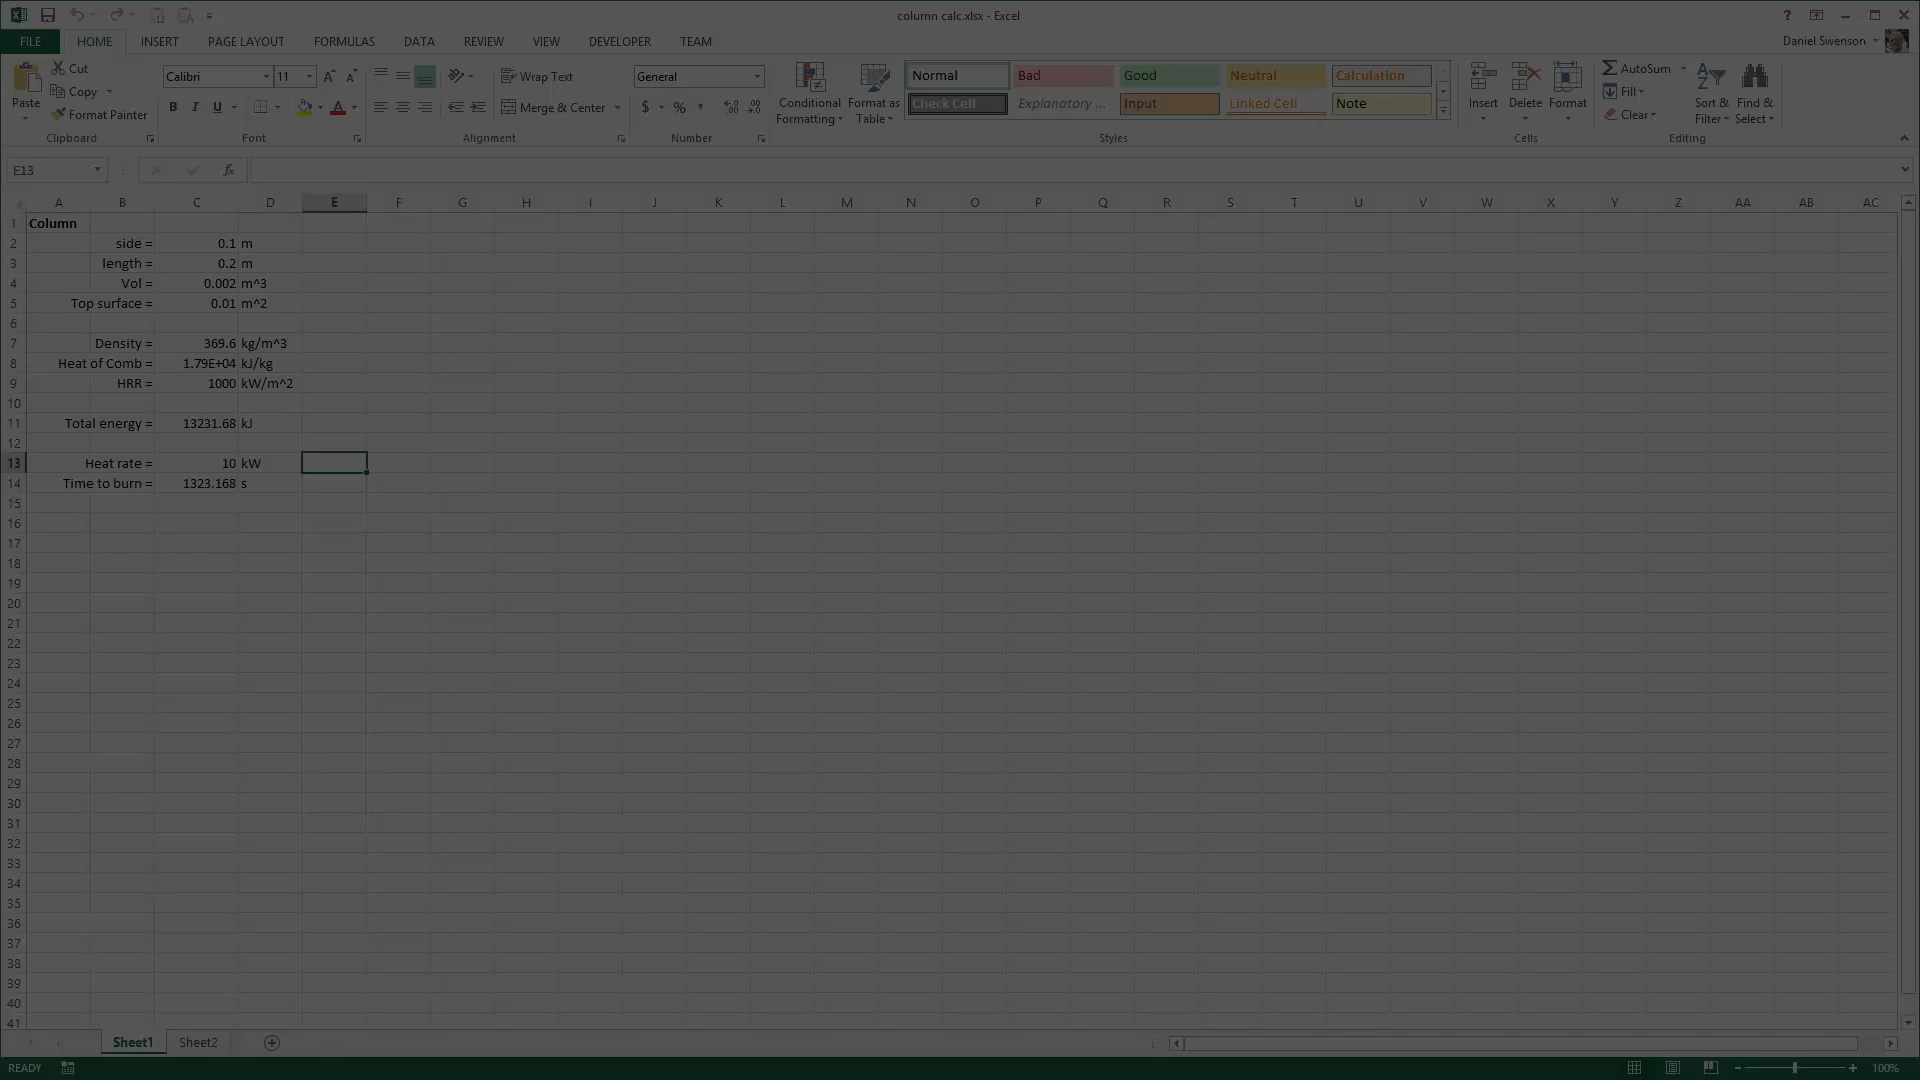 column calc.xlsx - Excel
FILE HOME INSERT PAGE LAYOUT FORMULAS DATA REVIEW VIEW DEVELOPER TEAM Daniel Swenson
Paste
Cut
Copy
Format Painter
Clipboard
Calibri 11
B I U
Font
Wrap Text
Merge & Center
Alignment
General
$ % ,
Number
Conditional Formatting
Format as Table
Normal Bad Good Neutral Calculation
Check Cell Explanatory ... Input Linked Cell Note
Styles
Insert Delete Format
Cells
AutoSum
Fill
Clear
Sort & Filter
Find & Select
Editing
E13 fx
A B C D E F G H I J K L M N O P Q R S T U V W X Y Z AA AB AC
1 Column
2 side = 0.1 m
3 length = 0.2 m
4 Vol = 0.002 m^3
5 Top surface = 0.01 m^2
6
7 Density = 369.6 kg/m^3
8 Heat of Comb = 1.79E+04 kJ/kg
9 HRR = 1000 kW/m^2
10
11 Total energy = 13231.68 kJ
12
13 Heat rate = 10 kW
14 Time to burn = 1323.168 s
15
16
17
18
19
20
21
22
23
24
25
26
27
28
29
30
31
32
33
34
35
36
37
38
39
40
41
Sheet1 Sheet2
READY 100%